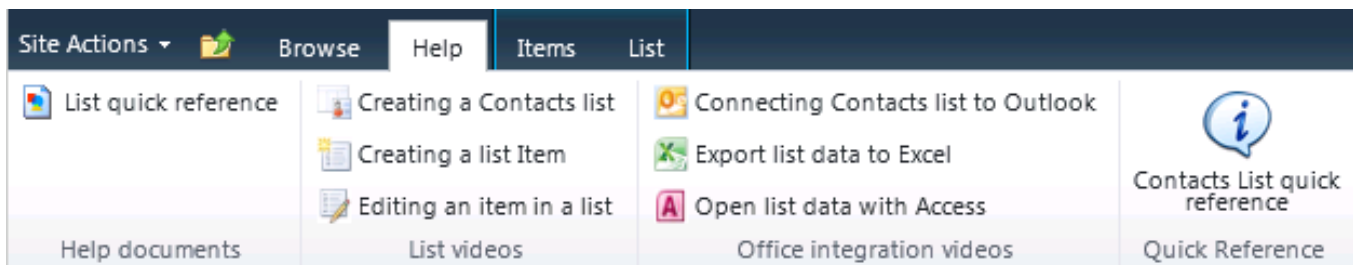 Site Actions Browse Help Items List
List quick reference
Help documents
Creating a Contacts list
Creating a list Item
Editing an item in a list
List videos
Connecting Contacts list to Outlook
Export list data to Excel
Open list data with Access
Office integration videos
Contacts List quick
reference
Quick Reference